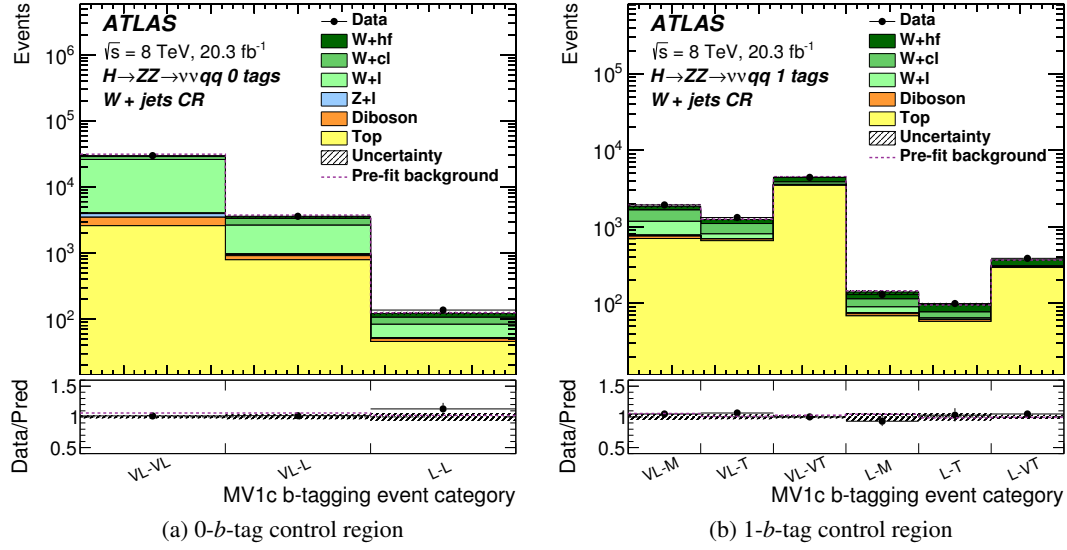 Events
ATLAS
√s = 8 TeV, 20.3 fb⁻¹
H→ZZ→ννqq 0 tags
W + jets CR
Data
W+hf
W+cl
W+l
Z+l
Diboson
Top
Uncertainty
Pre-fit background
10⁶
10⁵
10⁴
10³
10²
Data/Pred
1.5
1
0.5
VL-VL
VL-L
L-L
MV1c b-tagging event category
(a) 0-b-tag control region
Events
ATLAS
√s = 8 TeV, 20.3 fb⁻¹
H→ZZ→ννqq 1 tags
W + jets CR
Data
W+hf
W+cl
W+l
Diboson
Top
Uncertainty
Pre-fit background
10⁶
10⁵
10⁴
10³
10²
Data/Pred
1.5
1
0.5
VL-M
VL-T
VL-VT
L-M
L-T
L-VT
MV1c b-tagging event category
(b) 1-b-tag control region